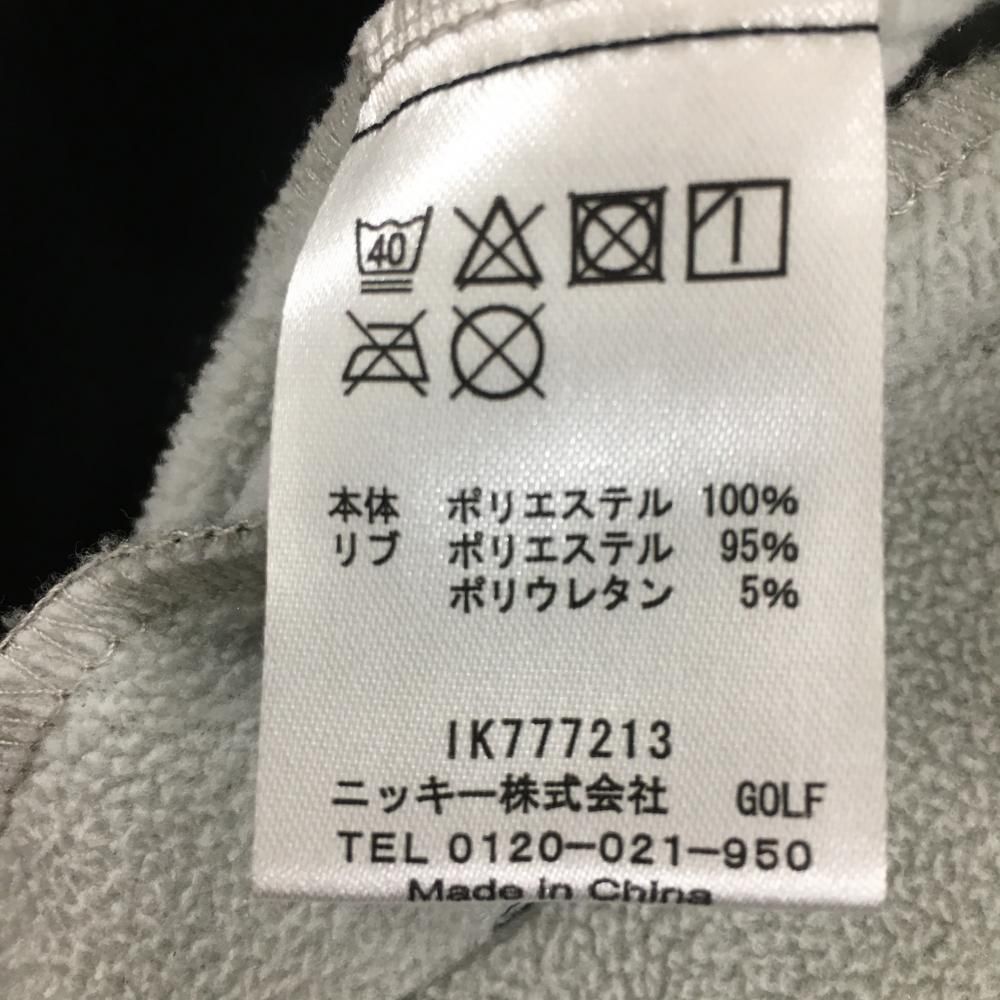 40
本体 ポリエステル 100%
リブ ポリエステル 95%
ポリウレタン 5%
IK777213
ニッキー株式会社 GOLF
TEL 0120-021-950
Made in China